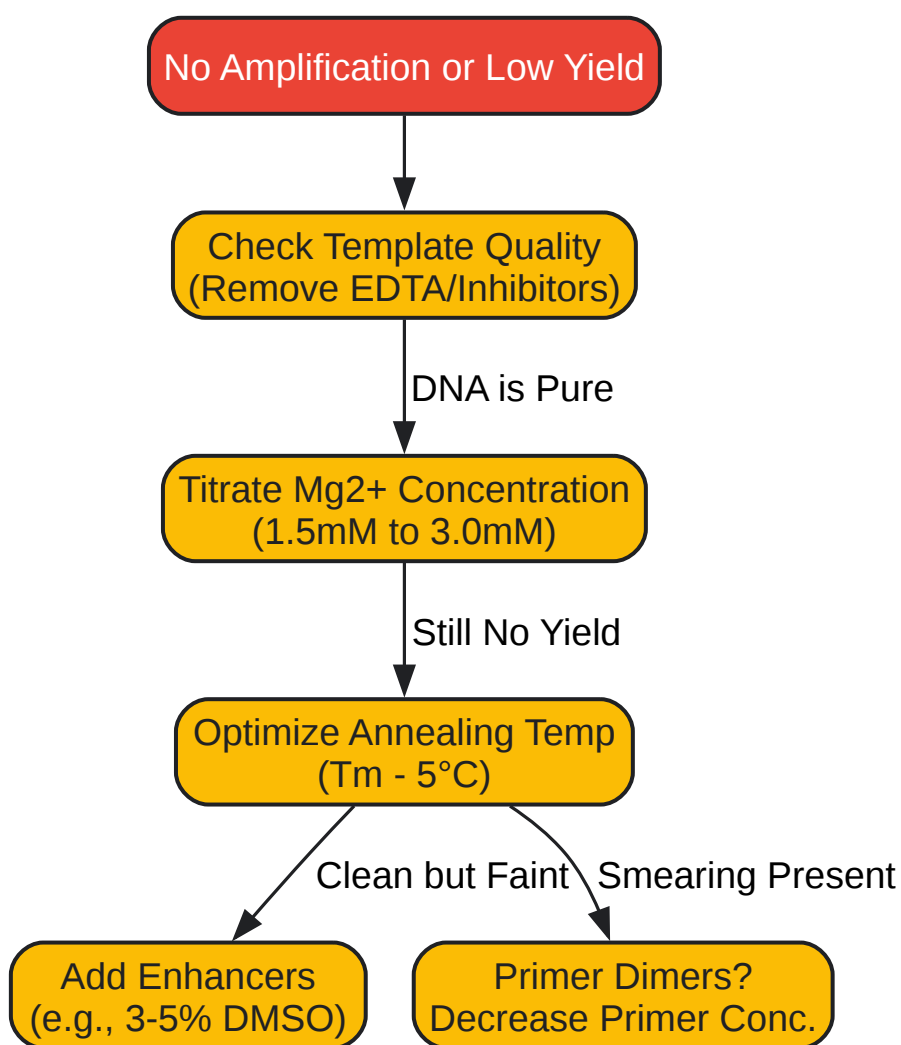 No Amplification or Low Yield
Check Template Quality
(Remove EDTA/Inhibitors)
DNA is Pure
Titrate Mg2+ Concentration
(1.5mM to 3.0mM)
Still No Yield
Optimize Annealing Temp
(Tm - 5°C)
Clean but Faint
Smearing Present
Add Enhancers
(e.g., 3-5% DMSO)
Primer Dimers?
Decrease Primer Conc.